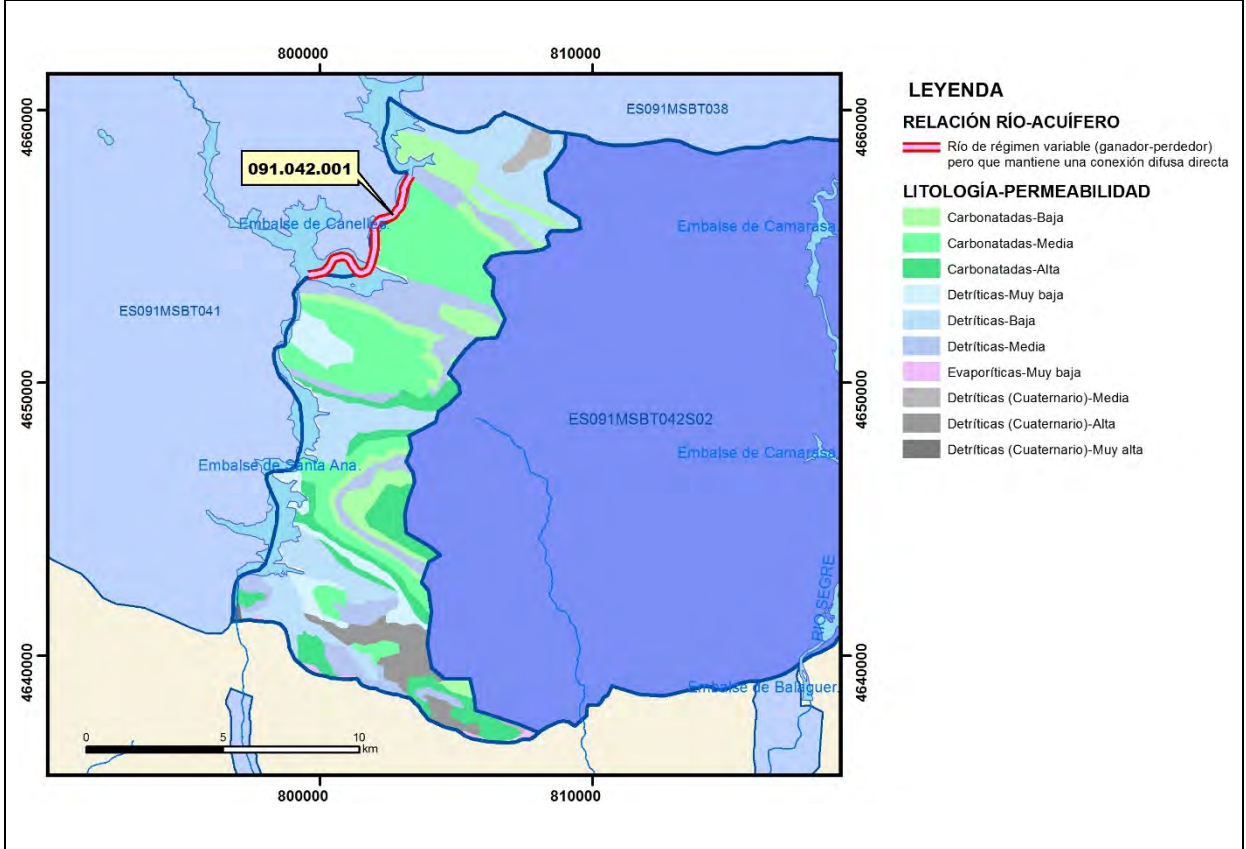 800000
810000
4660000
4660000
ES091MSBT038
091.042.001
Embalse de Canelles.
Embalse de Camarasa.
ES091MSBT041
4650000
4650000
ES091MSBT042S02
Embalse de Santa Ana.
Embalse de Camarasa.
RIO SEGRE
4640000
4640000
Embalse de Balaguer.
0
5
10
km
800000
810000
LEYENDA
RELACIÓN RÍO-ACUÍFERO
Río de régimen variable (ganador-perdedor)
pero que mantiene una conexión difusa directa
LITOLOGÍA-PERMEABILIDAD
Carbonatadas-Baja
Carbonatadas-Media
Carbonatadas-Alta
Detríticas-Muy baja
Detríticas-Baja
Detríticas-Media
Evaporíticas-Muy baja
Detríticas (Cuaternario)-Media
Detríticas (Cuaternario)-Alta
Detríticas (Cuaternario)-Muy alta